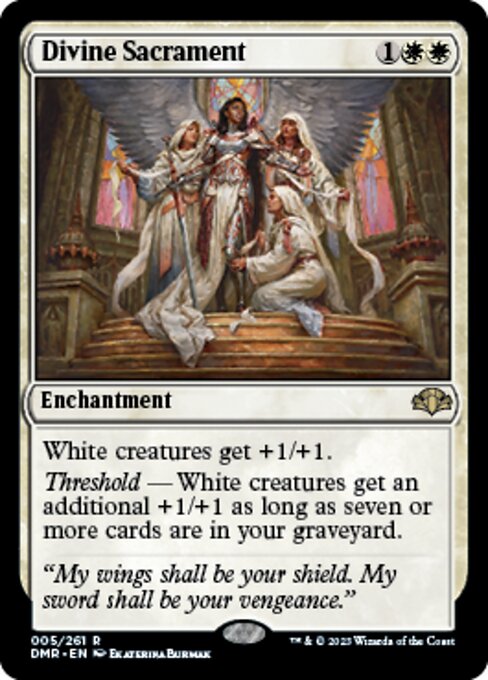 Divine Sacrament 1
Enchantment
White creatures get +1/+1.
Threshold — White creatures get an
additional +1/+1 as long as seven or
more cards are in your graveyard.
“My wings shall be your shield. My
sword shall be your vengeance.”
005/261 R ™ & © 2023 Wizards of the Coast
DMR • EN Ekaterina Burmak